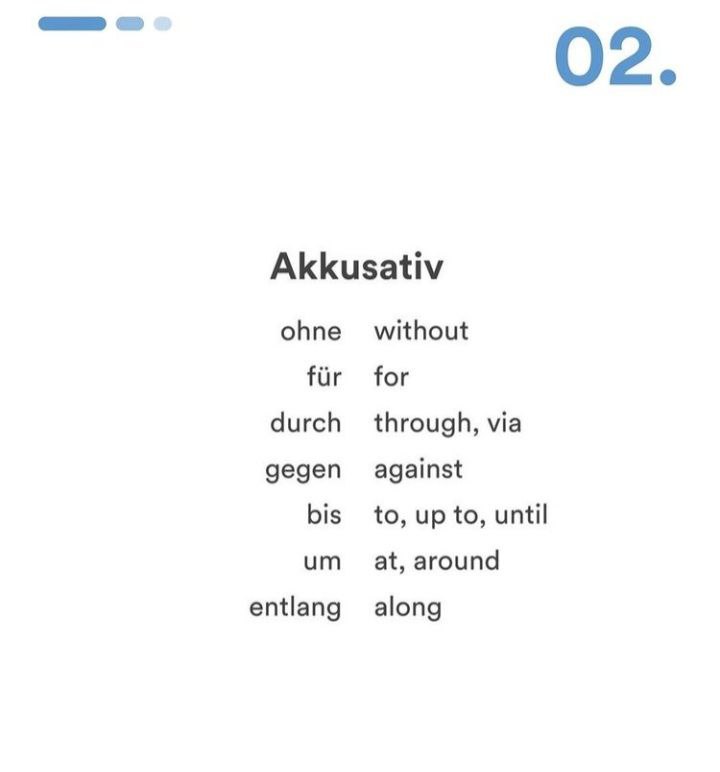 02.
Akkusativ
ohne without
für for
durch through, via
gegen against
bis to, up to, until
um at, around
entlang along